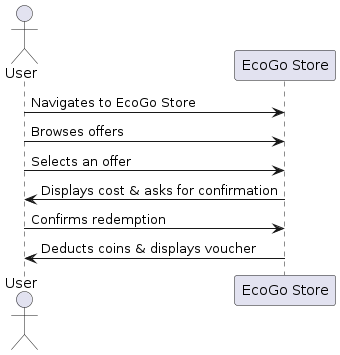 User
EcoGo Store
Navigates to EcoGo Store
Browses offers
Selects an offer
Displays cost & asks for confirmation
Confirms redemption
Deducts coins & displays voucher
User
EcoGo Store